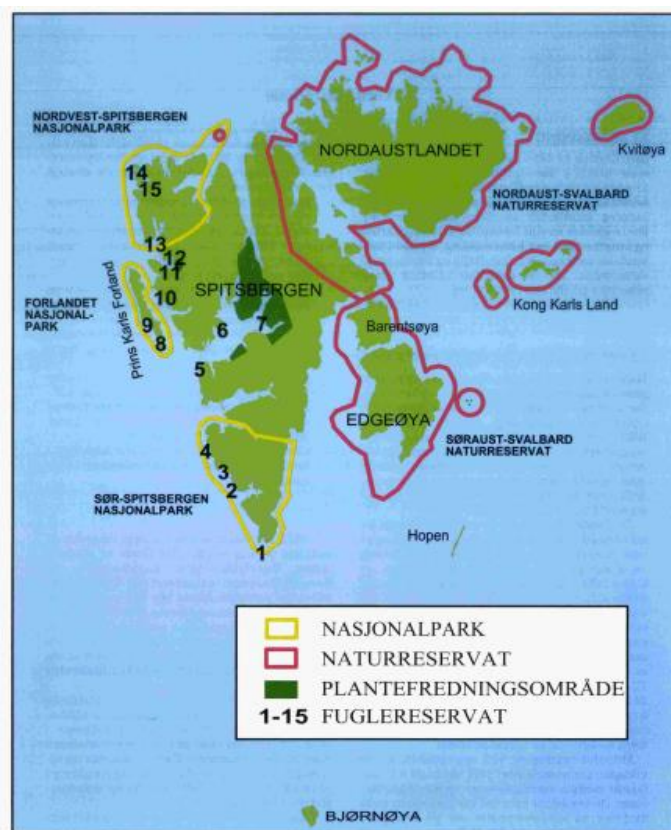 NORDVEST-SPITSBERGEN
NASJONALPARK
NORDAUSTLANDET
Kvitøya
14
15
NORDAUST-SVALBARD
NATURRESERVAT
13
12
11
SPITSBERGEN
Kong Karls Land
FORLANDET
NASJONAL-
PARK
Prins Karls Forland
10
9
8
6
7
Barentsøya
5
EDGEØYA
SØRAUST-SVALBARD
NATURRESERVAT
4
3
2
SØR-SPITSBERGEN
NASJONALPARK
Hopen
1
NASJONALPARK
NATURRESERVAT
PLANTEFREDNINGSOMRÅDE
1-15 FUGLERESERVAT
BJØRNØYA